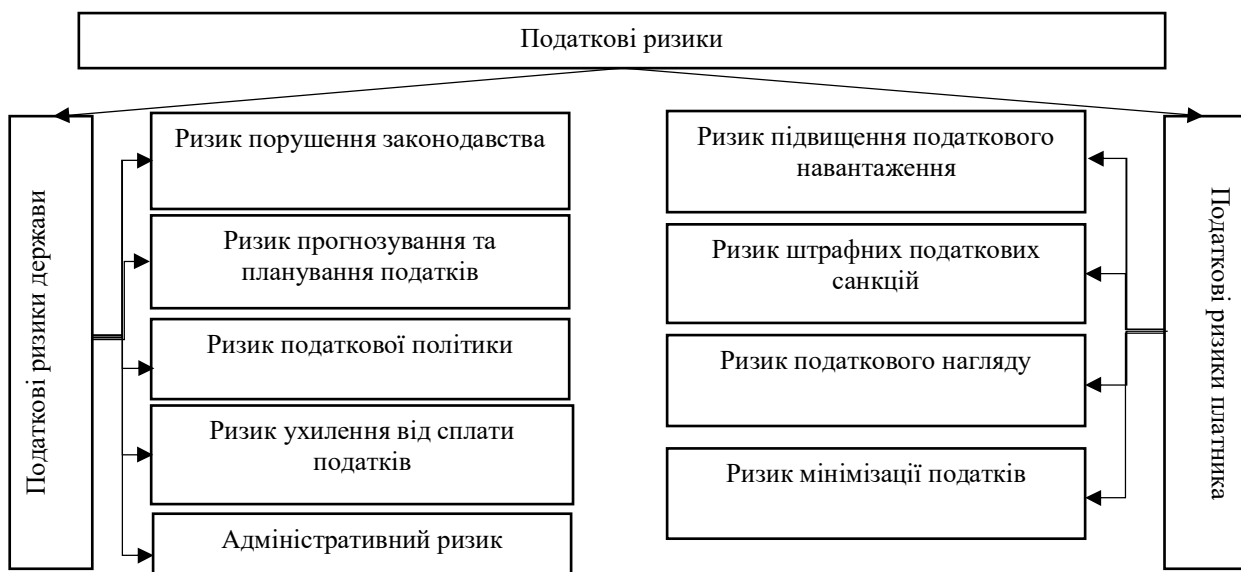 Податкові ризики
Податкові ризики держави
Ризик порушення законодавства
Ризик прогнозування та
планування податків
Ризик податкової політики
Ризик ухилення від сплати
податків
Адміністративний ризик
Ризик підвищення податкового
навантаження
Ризик штрафних податкових
санкцій
Ризик податкового нагляду
Ризик мінімізації податків
Податкові ризики платника